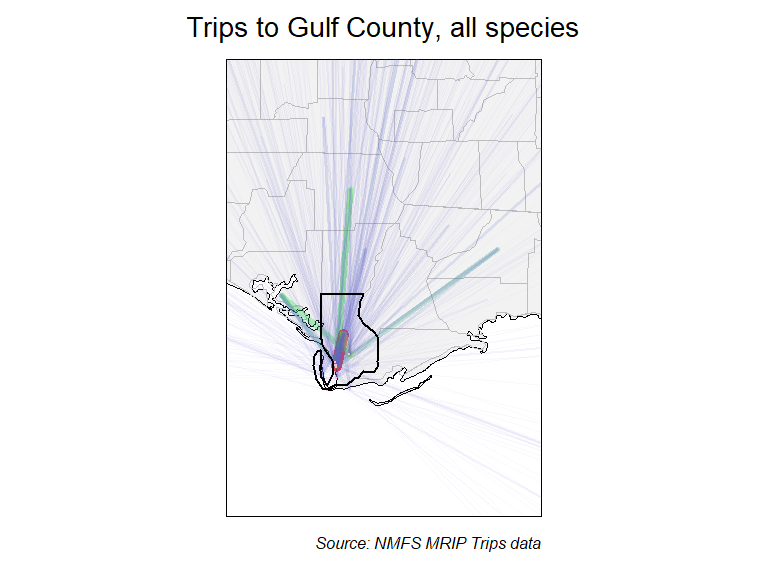 Trips to Gulf County, all species
Source: NMFS MRIP Trips data